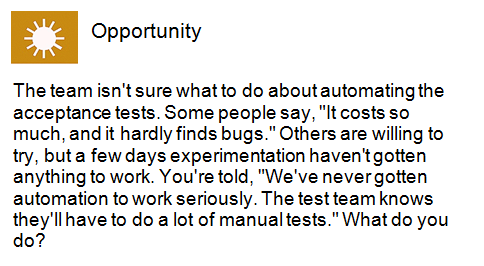 Opportunity
The team isn't sure what to do about automating the
acceptance tests. Some people say, "It costs so
much, and it hardly finds bugs." Others are willing to
try, but a few days experimentation haven't gotten
anything to work. You're told, "We've never gotten
automation to work seriously. The test team knows
they'll have to do a lot of manual tests." What do you
do?